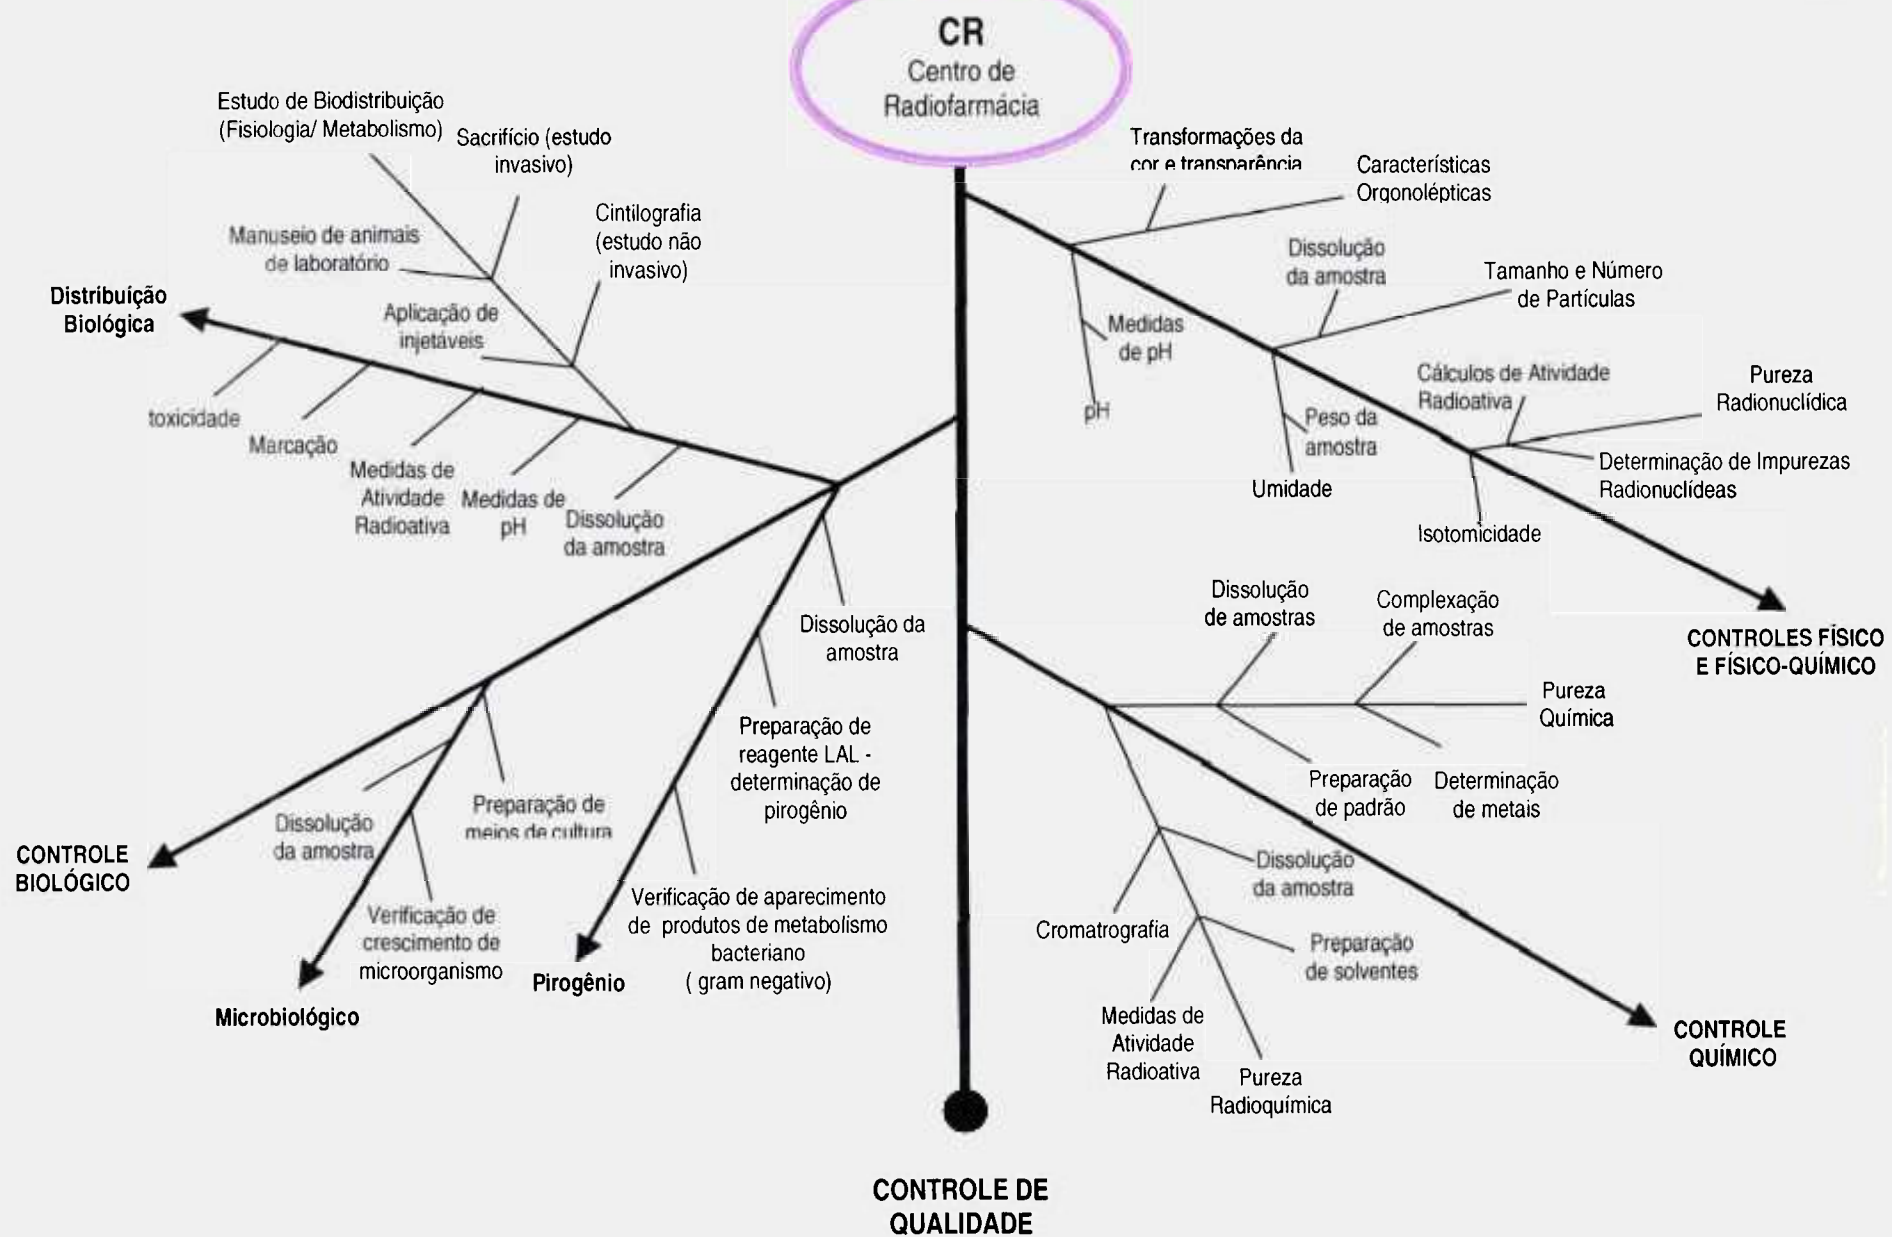 CR
Centro de
Radiofarmácia
Estudo de Biodistribuição
(Fisiologia/ Metabolismo)
Sacrifício (estudo
invasivo)
Cintilografia
(estudo não
invasivo)
Manuseio de animais
de laboratório
Aplicação de
injetáveis
Distribuíção
Biológica
toxicidade
Marcação
Medidas de
Atividade
Radioativa
Medidas de
pH
Dissolução
da amostra
Transformações da
cor e transparência
Características
Orgonolépticas
Medidas
de pH
pH
Dissolução
da amostra
Tamanho e Número
de Partículas
Peso da
amostra
Umidade
Cálculos de Atividade
Radioativa
Pureza
Radionuclídica
Determinação de Impurezas
Radionuclídeas
Isotomicidade
CONTROLES FÍSICO
E FÍSICO-QUÍMICO
Dissolução da
amostra
Preparação de
reagente LAL -
determinação de
pirogênio
Verificação de aparecimento
de produtos de metabolismo
bacteriano
( gram negativo)
Pirogênio
Preparação de
meios de cultura
Dissolução
da amostra
Verificação de
crescimento de
microorganismo
Microbiológico
CONTROLE
BIOLÓGICO
Dissolução
de amostras
Complexação
de amostras
Pureza
Química
Preparação
de padrão
Determinação
de metais
Dissolução
da amostra
Cromatrografia
Preparação
de solventes
Medidas de
Atividade
Radioativa
Pureza
Radioquímica
CONTROLE
QUÍMICO
CONTROLE DE
QUALIDADE